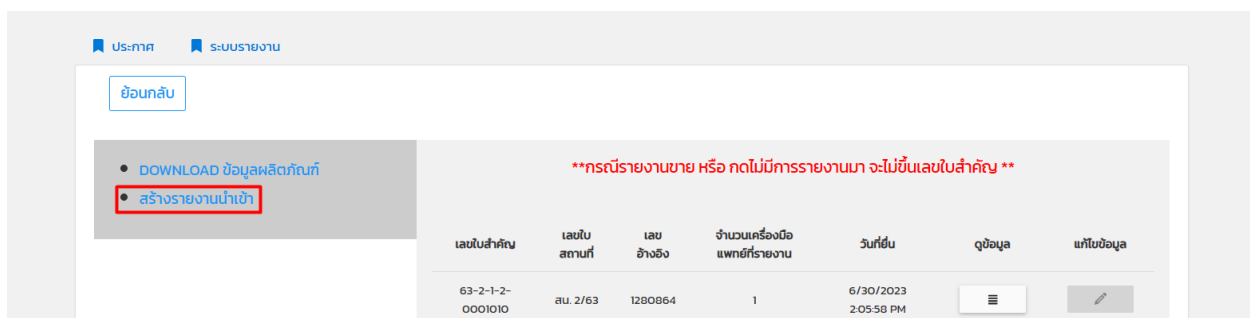 ประกาศ ระบบรายงาน
ย้อนกลับ
DOWNLOAD ข้อมูลผลิตภัณฑ์
สร้างรายงานนำเข้า
**กรณีรายงานขาย หรือ กดไม่มีการรายงานมา จะไม่ขึ้นเลขใบสำคัญ **
เลขใบสำคัญ เลขใบสถานที่ เลขอ้างอิง จำนวนเครื่องมือแพทย์ที่รายงาน วันที่ยื่น ดูข้อมูล แก้ไขข้อมูล
63-2-1-2-0001010 สน. 2/63 1280864 1 6/30/2023 2:05:58 PM